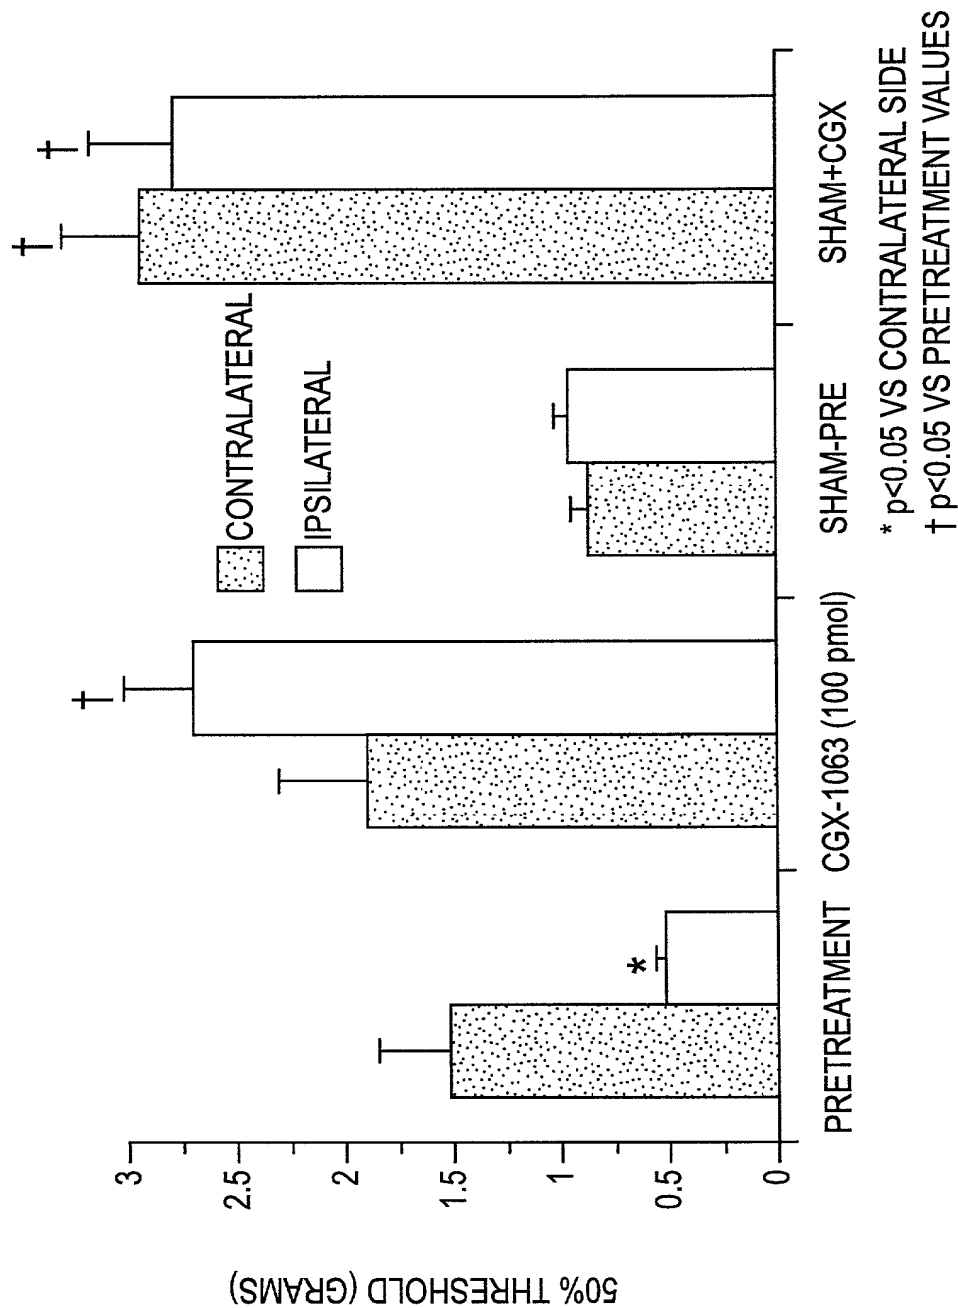 50% THRESHOLD (GRAMS)
3
2.5
2
1.5
1
0.5
0
CONTRALATERAL
IPSILATERAL
*
†
†
†
PRETREATMENT
CGX-1063 (100 pmol)
SHAM-PRE
SHAM+CGX
* p<0.05 VS CONTRALATERAL SIDE
† p<0.05 VS PRETREATMENT VALUES